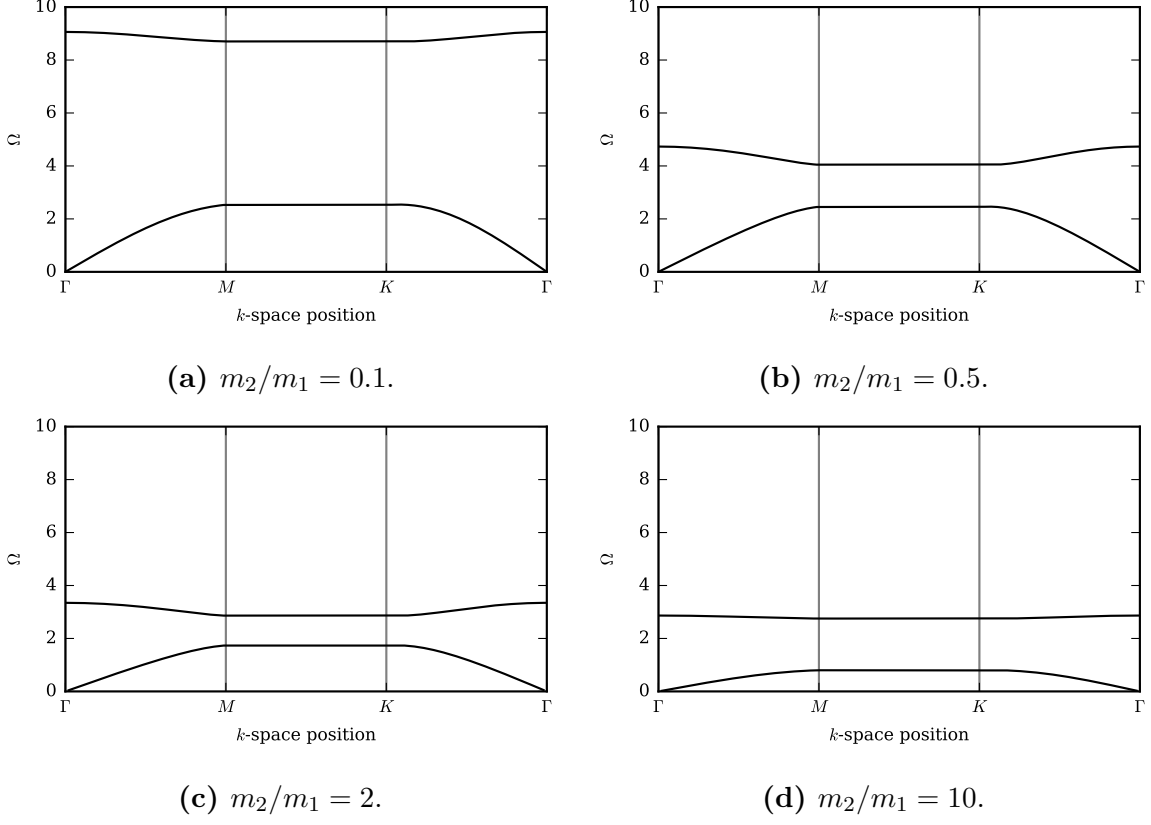 10
8
6
4
2
0
Ω
Γ M K Γ
k-space position
(a) m₂/m₁ = 0.1.
10
8
6
4
2
0
Ω
Γ M K Γ
k-space position
(b) m₂/m₁ = 0.5.
10
8
6
4
2
0
Ω
Γ M K Γ
k-space position
(c) m₂/m₁ = 2.
10
8
6
4
2
0
Ω
Γ M K Γ
k-space position
(d) m₂/m₁ = 10.